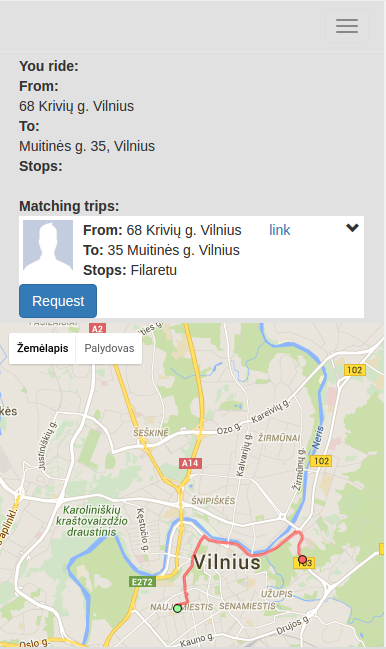 You ride:
From:
68 Krivių g. Vilnius
To:
Muitinės g. 35, Vilnius
Stops:
Matching trips:
From: 68 Krivių g. Vilnius link
To: 35 Muitinės g. Vilnius
Stops: Filaretu
Request
Žemėlapis Palydovas
A2
102
kės
Justiniškių g.
ŠEŠKINĖ
Ozo g.
Kareivių g.
ŽIRMŪNAI
Neris
Kalvarijų g.
Žirmūnų g.
A14
102
ŠNIPIŠKĖS
Karoliniškių
kraštovaizdžio
draustinis
Kęstučio g.
Vilnius
103
E272
UŽUPIS
NAUJAMIESTIS
SENAMIESTIS
Drujos g.
Kauno g.
Oslo g.